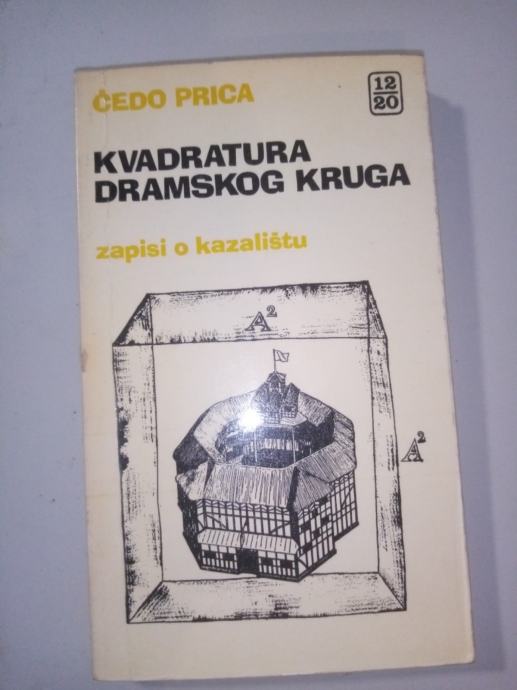 ČEDO PRICA
12
20
KVADRATURA
DRAMSKOG KRUGA
zapisi o kazalištu
A²
A²